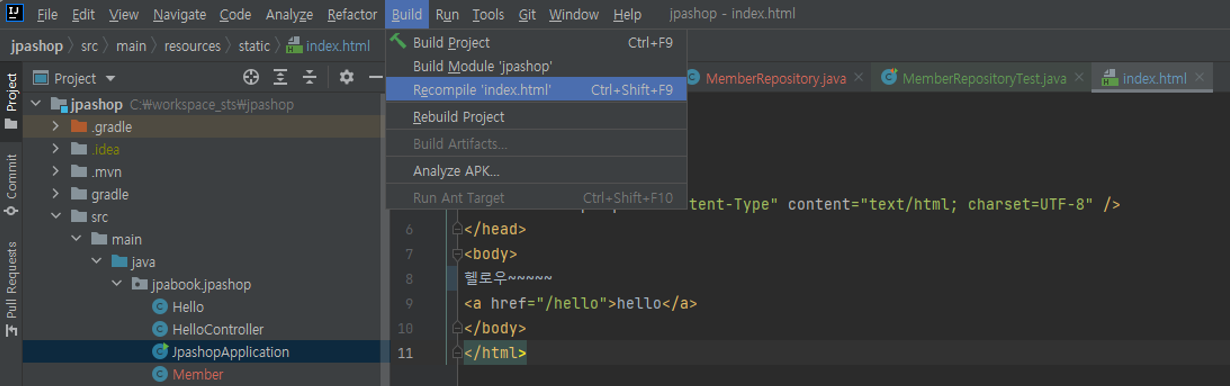 File Edit View Navigate Code Analyze Refactor Build Run Tools Git Window Help jpashop - index.html
jpashop src main resources static index.html
Project
Commit
Pull Requests
Project
jpashop C:₩workspace_sts₩jpashop
.gradle
.idea
.mvn
gradle
src
main
java
jpabook.jpashop
Hello
HelloController
JpashopApplication
Member
Build Project Ctrl+F9
Build Module 'jpashop'
Recompile 'index.html' Ctrl+Shift+F9
Rebuild Project
Build Artifacts...
Analyze APK...
Run Ant Target Ctrl+Shift+F10
MemberRepository.java MemberRepositoryTest.java index.html
tent-Type" content="text/html; charset=UTF-8" />
6 </head>
7 <body>
8 헬로우~~~~~
9 <a href="/hello">hello</a>
10 </body>
11 </html>